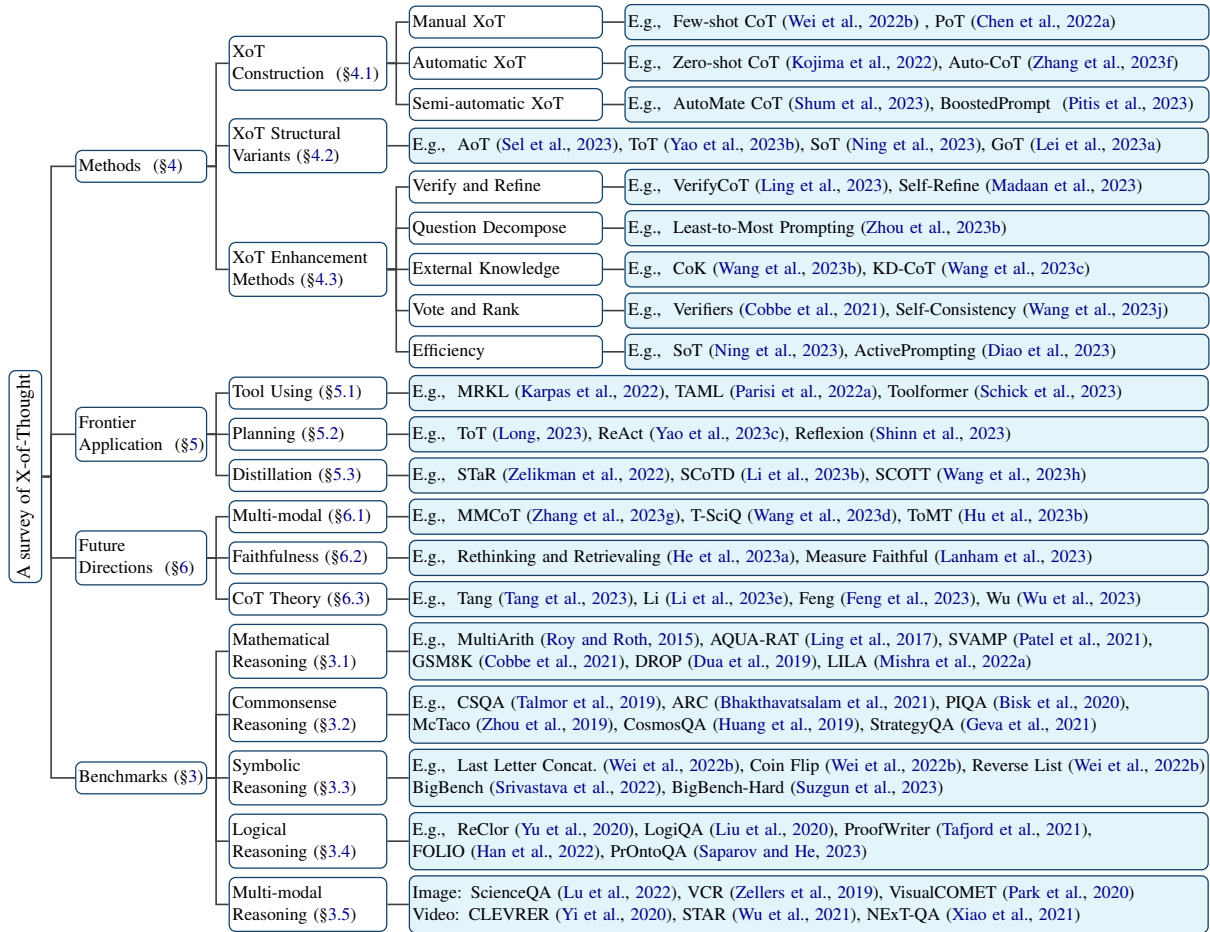 A survey of X-of-Thought
Methods (§4)
XoT
Construction (§4.1)
Manual XoT
E.g., Few-shot CoT (Wei et al., 2022b) , PoT (Chen et al., 2022a)
Automatic XoT
E.g., Zero-shot CoT (Kojima et al., 2022), Auto-CoT (Zhang et al., 2023f)
Semi-automatic XoT
E.g., AutoMate CoT (Shum et al., 2023), BoostedPrompt (Pitis et al., 2023)
XoT Structural
Variants (§4.2)
E.g., AoT (Sel et al., 2023), ToT (Yao et al., 2023b), SoT (Ning et al., 2023), GoT (Lei et al., 2023a)
XoT Enhancement
Methods (§4.3)
Verify and Refine
E.g., VerifyCoT (Ling et al., 2023), Self-Refine (Madaan et al., 2023)
Question Decompose
E.g., Least-to-Most Prompting (Zhou et al., 2023b)
External Knowledge
E.g., CoK (Wang et al., 2023b), KD-CoT (Wang et al., 2023c)
Vote and Rank
E.g., Verifiers (Cobbe et al., 2021), Self-Consistency (Wang et al., 2023j)
Efficiency
E.g., SoT (Ning et al., 2023), ActivePrompting (Diao et al., 2023)
Frontier
Application (§5)
Tool Using (§5.1)
E.g., MRKL (Karpas et al., 2022), TAML (Parisi et al., 2022a), Toolformer (Schick et al., 2023)
Planning (§5.2)
E.g., ToT (Long, 2023), ReAct (Yao et al., 2023c), Reflexion (Shinn et al., 2023)
Distillation (§5.3)
E.g., STaR (Zelikman et al., 2022), SCoTD (Li et al., 2023b), SCOTT (Wang et al., 2023h)
Future
Directions (§6)
Multi-modal (§6.1)
E.g., MMCoT (Zhang et al., 2023g), T-SciQ (Wang et al., 2023d), ToMT (Hu et al., 2023b)
Faithfulness (§6.2)
E.g., Rethinking and Retrievaling (He et al., 2023a), Measure Faithful (Lanham et al., 2023)
CoT Theory (§6.3)
E.g., Tang (Tang et al., 2023), Li (Li et al., 2023e), Feng (Feng et al., 2023), Wu (Wu et al., 2023)
Benchmarks (§3)
Mathematical
Reasoning (§3.1)
E.g., MultiArith (Roy and Roth, 2015), AQUA-RAT (Ling et al., 2017), SVAMP (Patel et al., 2021),
GSM8K (Cobbe et al., 2021), DROP (Dua et al., 2019), LILA (Mishra et al., 2022a)
Commonsense
Reasoning (§3.2)
E.g., CSQA (Talmor et al., 2019), ARC (Bhakthavatsalam et al., 2021), PIQA (Bisk et al., 2020),
McTaco (Zhou et al., 2019), CosmosQA (Huang et al., 2019), StrategyQA (Geva et al., 2021)
Symbolic
Reasoning (§3.3)
E.g., Last Letter Concat. (Wei et al., 2022b), Coin Flip (Wei et al., 2022b), Reverse List (Wei et al., 2022b)
BigBench (Srivastava et al., 2022), BigBench-Hard (Suzgun et al., 2023)
Logical
Reasoning (§3.4)
E.g., ReClor (Yu et al., 2020), LogiQA (Liu et al., 2020), ProofWriter (Tafjord et al., 2021),
FOLIO (Han et al., 2022), PrOntoQA (Saparov and He, 2023)
Multi-modal
Reasoning (§3.5)
Image: ScienceQA (Lu et al., 2022), VCR (Zellers et al., 2019), VisualCOMET (Park et al., 2020)
Video: CLEVRER (Yi et al., 2020), STAR (Wu et al., 2021), NExT-QA (Xiao et al., 2021)